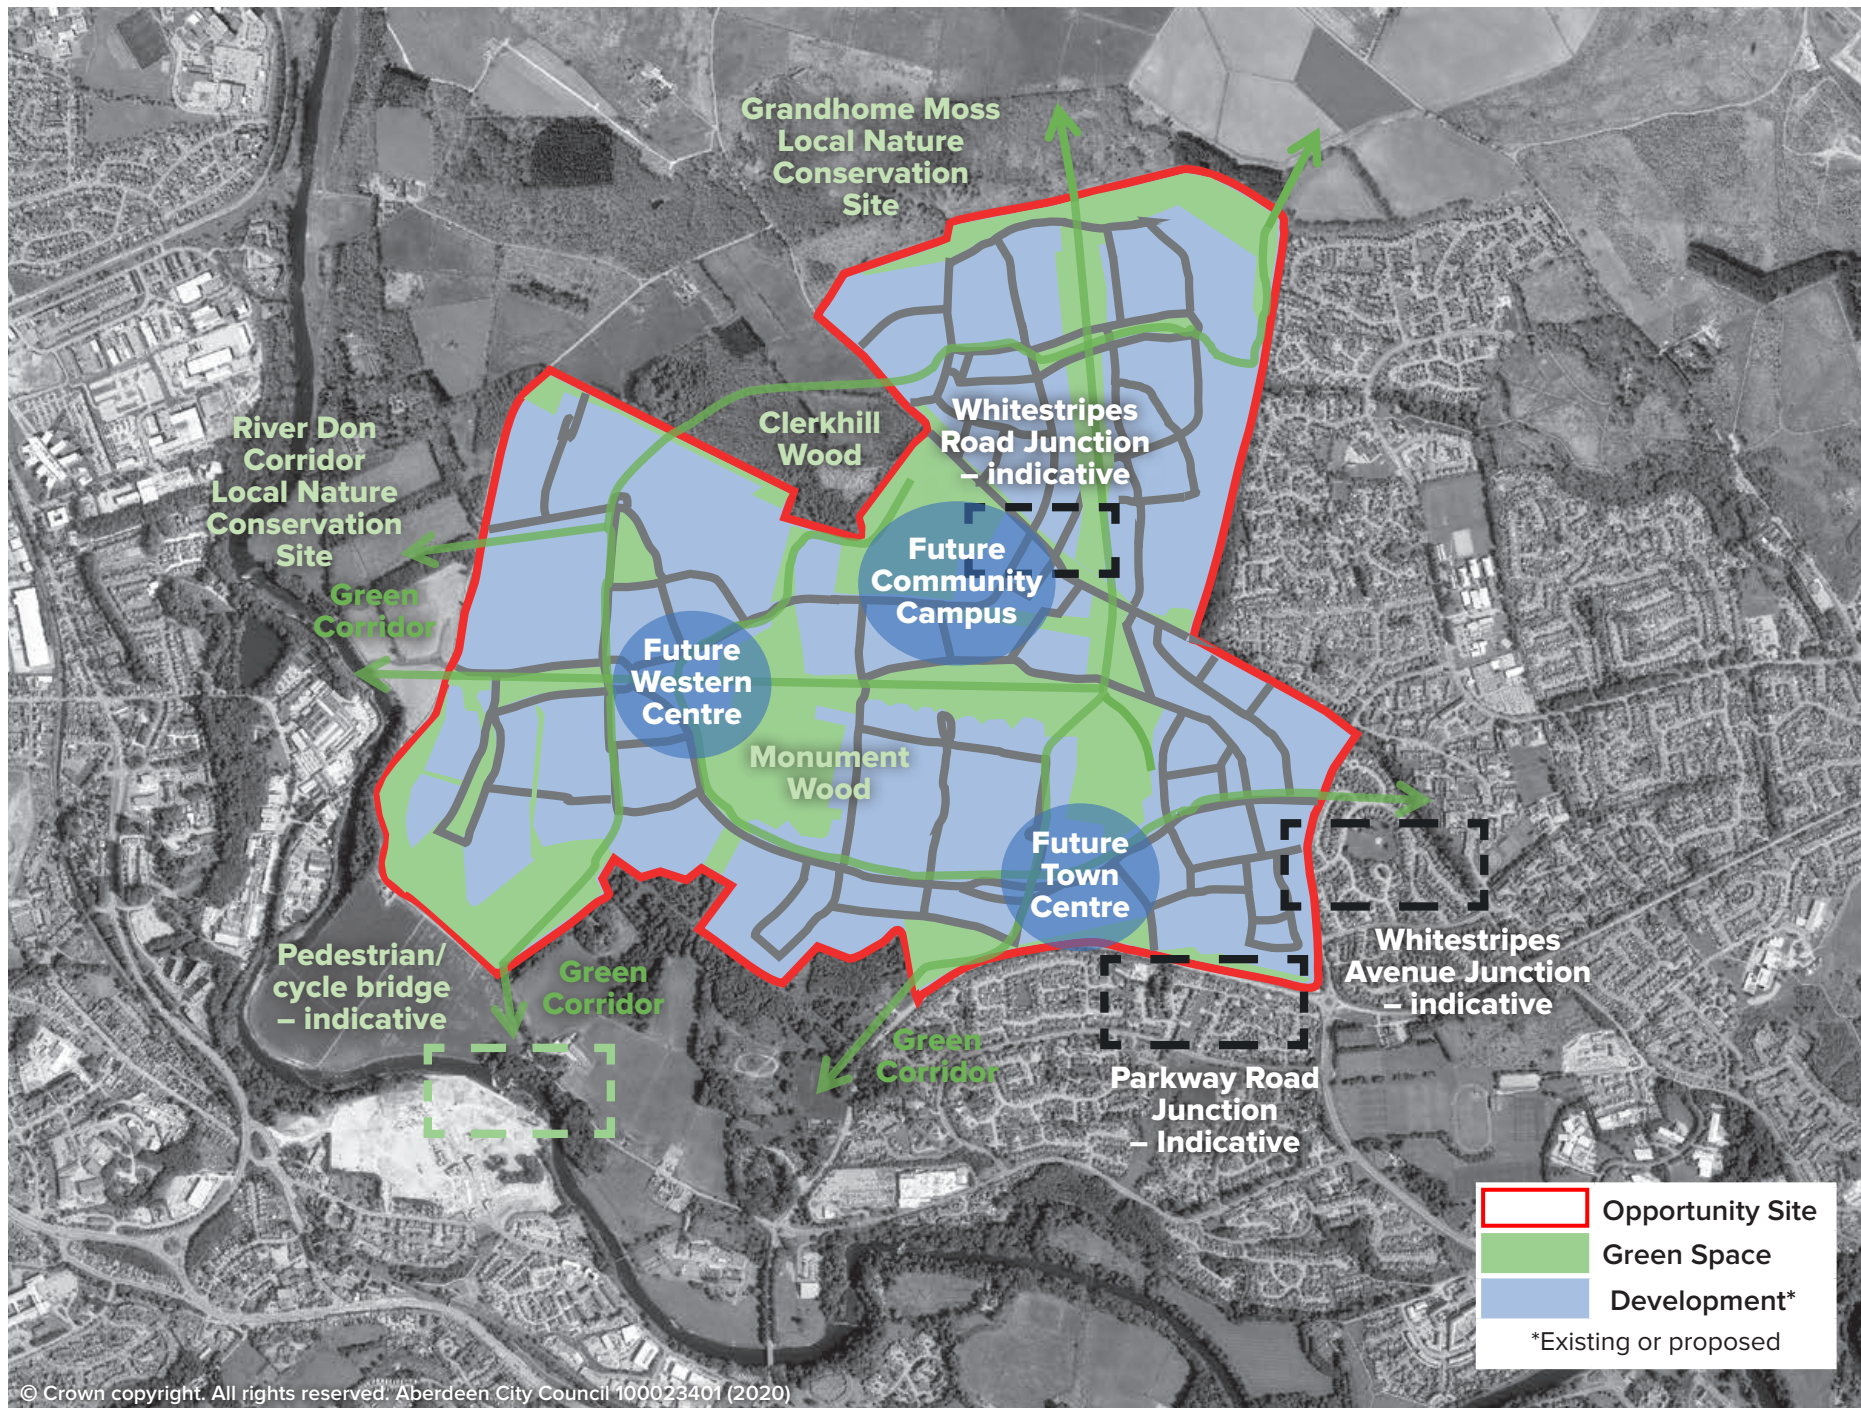 Grandhome Moss
Local Nature
Conservation
Site
Clerkhill
Wood
Whitestripes
Road Junction
– indicative
River Don
Corridor
Local Nature
Conservation
Site
Green
Corridor
Future
Community
Campus
Future
Western
Centre
Monument
Wood
Future
Town
Centre
Pedestrian/
cycle bridge
– indicative
Green
Corridor
Green
Corridor
Whitestripes
Avenue Junction
– indicative
Parkway Road
Junction
– Indicative
Opportunity Site
Green Space
Development*
*Existing or proposed
© Crown copyright. All rights reserved. Aberdeen City Council 100023401 (2020)